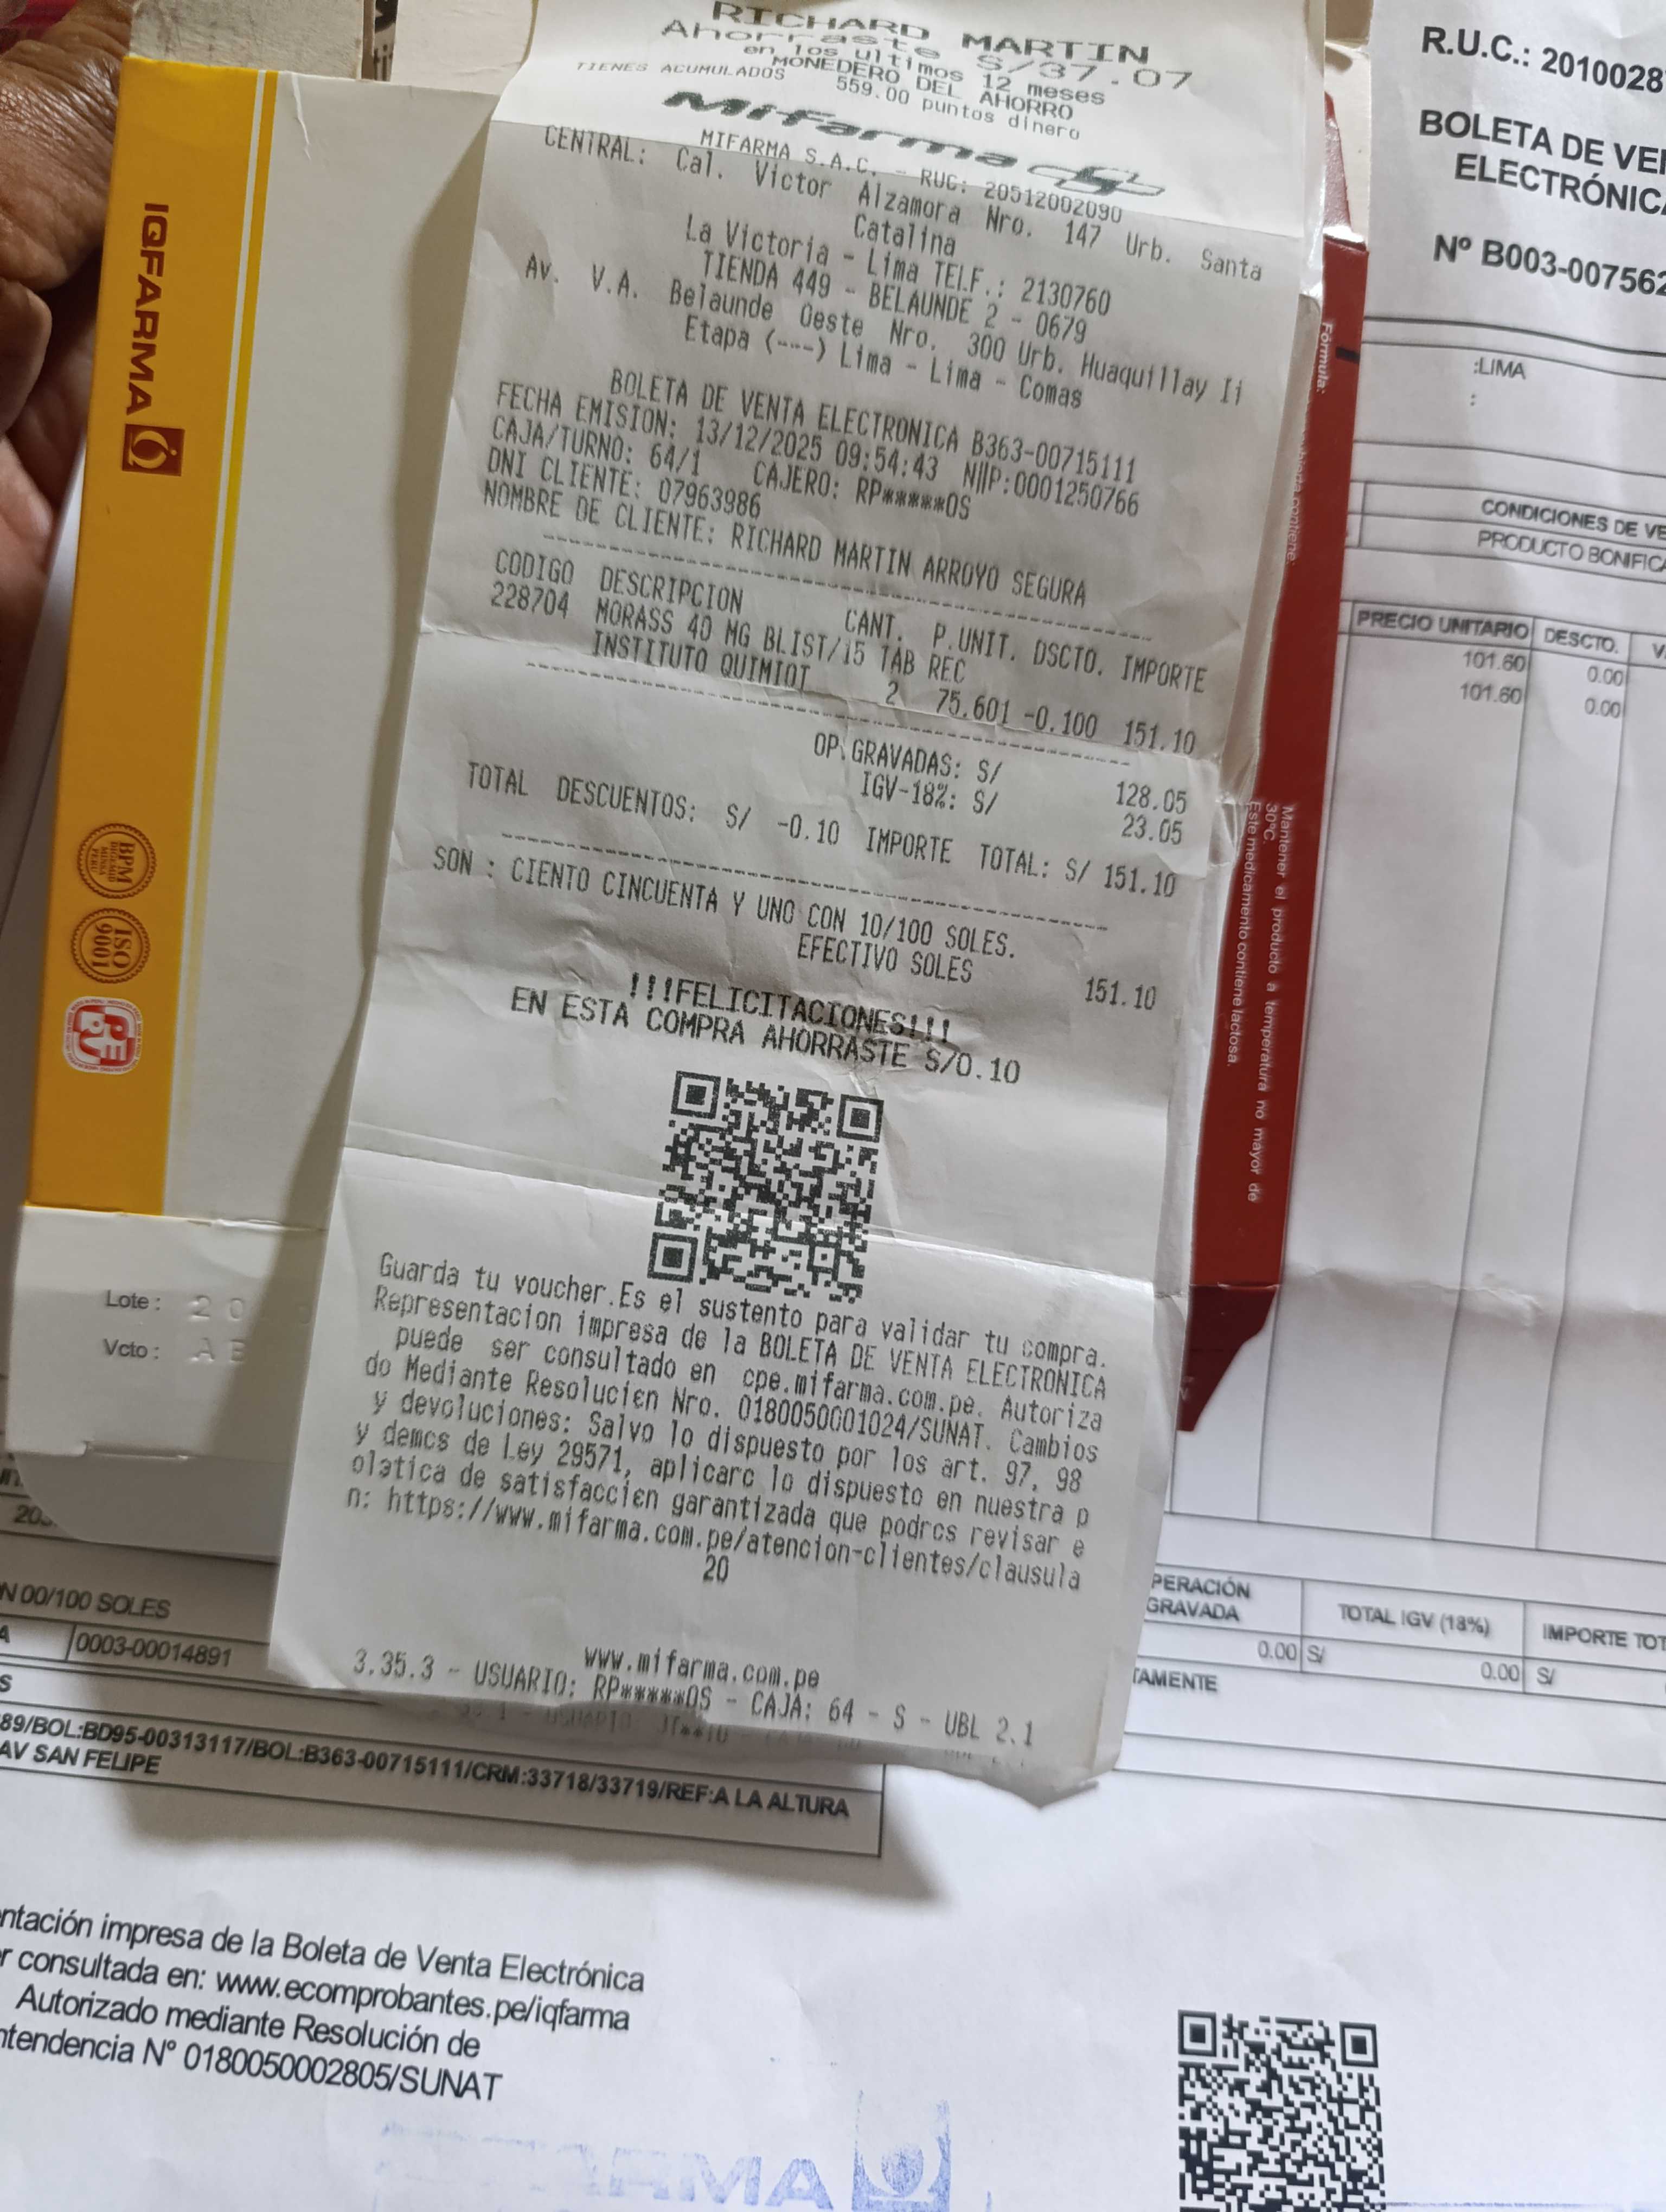 RICHARD MARTIN
Ahorraste S/37.07
en los ultimos 12 meses
MONEDERO DEL AHORRO
TIENES ACUMULADOS 559.00 puntos dinero
Mifarma
MIFARMA S.A.C. - RUC: 20512002090
CENTRAL: Cal. Victor Alzamora Nro. 147 Urb. Santa
Catalina
La Victoria - Lima TELF.: 2130760
TIENDA 449 - BELAUNDE 2 - 0679
Av. V.A. Belaunde Oeste Nro. 300 Urb. Huaquillay Ii
Etapa (---) Lima - Lima - Comas
BOLETA DE VENTA ELECTRONICA B363-00715111
FECHA EMISION: 13/12/2025 09:54:43 NIIP:0001250766
CAJA/TURNO: 64/1 CAJERO: RP*****OS
DNI CLIENTE: 07963986
NOMBRE DE CLIENTE: RICHARD MARTIN ARROYO SEGURA
CODIGO DESCRIPCION CANT. P.UNIT. DSCTO. IMPORTE
228704 MORASS 40 MG BLIST/15 TAB REC
INSTITUTO QUIMIOT 2 75.601 -0.100 151.10
OP.GRAVADAS: S/ 128.05
IGV-18%: S/ 23.05
TOTAL DESCUENTOS: S/ -0.10 IMPORTE TOTAL: S/ 151.10
SON : CIENTO CINCUENTA Y UNO CON 10/100 SOLES.
EFECTIVO SOLES 151.10
!!!FELICITACIONES!!!
EN ESTA COMPRA AHORRASTE S/0.10
Guarda tu voucher.Es el sustento para validar tu compra.
Representacion impresa de la BOLETA DE VENTA ELECTRONICA
puede ser consultado en cpe.mifarma.com.pe. Autoriza
do Mediante Resolucien Nro. 0180050001024/SUNAT. Cambios
y devoluciones: Salvo lo dispuesto por los art. 97, 98
y demcs de Ley 29571, aplicarc lo dispuesto en nuestra p
olatica de satisfaccien garantizada que podrcs revisar e
n: https://www.mifarma.com.pe/atencion-clientes/clausula
20
www.mifarma.com.pe
3.35.3 - USUARIO: RP*****OS - CAJA: 64 - S - UBL 2.1
IQFARMA
BPM
DIGEMID
MINSA
PERU
ISO
9001
Lote: 20
Vcto:
Fórmula:
Mantener el producto a temperatura no mayor de
30°C.
Este medicamento contiene lactosa.
R.U.C.: 2010028
BOLETA DE VE
ELECTRÓNICA
Nº B003-007562
:LIMA
:
CONDICIONES DE VE
PRODUCTO BONIFICA
PRECIO UNITARIO DESCTO.
101.60 0.00
101.60 0.00
PERACIÓN
GRAVADA
TOTAL IGV (18%)
IMPORTE TOT
0.00 S/ 0.00 S/
TAMENTE
N 00/100 SOLES
0003-00014891
89/BOL:BD95-00313117/BOL:B363-00715111/CRM:33718/33719/REF:A LA ALTURA
AV SAN FELIPE
ntación impresa de la Boleta de Venta Electrónica
r consultada en: www.ecomprobantes.pe/iqfarma
Autorizado mediante Resolución de
ntendencia N° 0180050002805/SUNAT